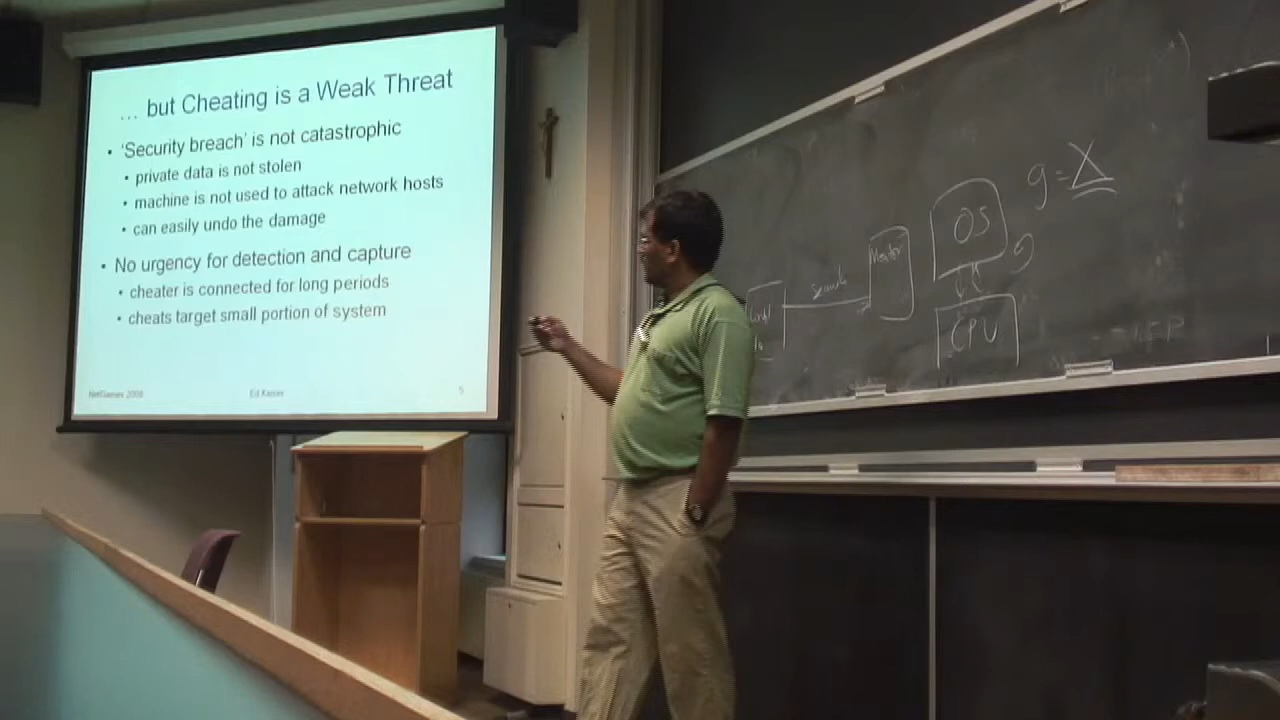 ... but Cheating is a Weak Threat
• 'Security breach' is not catastrophic
• private data is not stolen
• machine is not used to attack network hosts
• can easily undo the damage
• No urgency for detection and capture
• cheater is connected for long periods
• cheats target small portion of system
NetGames 2008
Ed Kaiser
5
g=X
OS
g
CPU